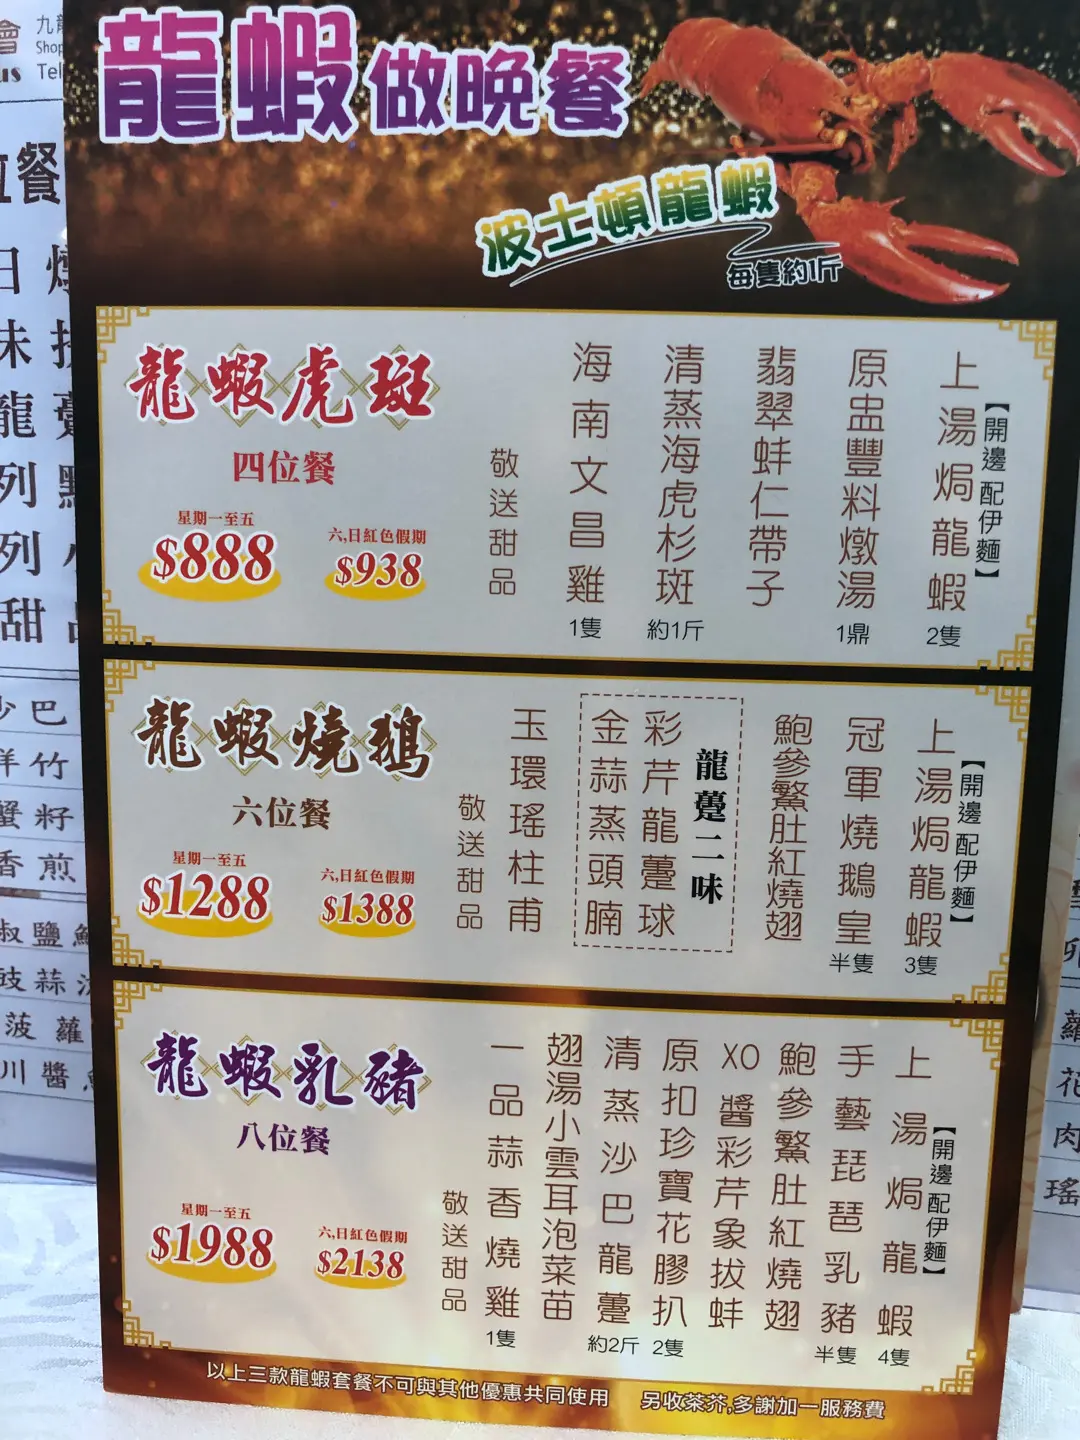 龍蝦做晚餐
波士頓龍蝦
每隻約1斤
龍蝦虎斑
四位餐
星期一至五
$888
六,日紅色假期
$938
上湯焗龍蝦
【開邊 配伊麵】
2隻
原盅豐料燉湯
1鼎
翡翠蚌仁帶子
清蒸海虎杉斑
約1斤
海南文昌雞
1隻
敬送甜品
龍蝦燒鵝
六位餐
星期一至五
$1288
六,日紅色假期
$1388
上湯焗龍蝦
【開邊 配伊麵】
3隻
冠軍燒鵝皇
半隻
鮑參鰵肚紅燒翅
龍躉二味
彩芹龍躉球
金蒜蒸頭腩
玉環瑤柱甫
敬送甜品
龍蝦乳豬
八位餐
星期一至五
$1988
六,日紅色假期
$2138
上湯焗龍蝦
【開邊 配伊麵】
4隻
手藝琵琶乳豬
半隻
鮑參鰵肚紅燒翅
XO醬彩芹象拔蚌
原扣珍寶花膠扒
2隻
清蒸沙巴龍躉
約2斤
翅湯小雲耳泡菜苗
一品蒜香燒雞
1隻
敬送甜品
以上三款龍蝦套餐不可與其他優惠共同使用 另收茶芥,多謝加一服務費